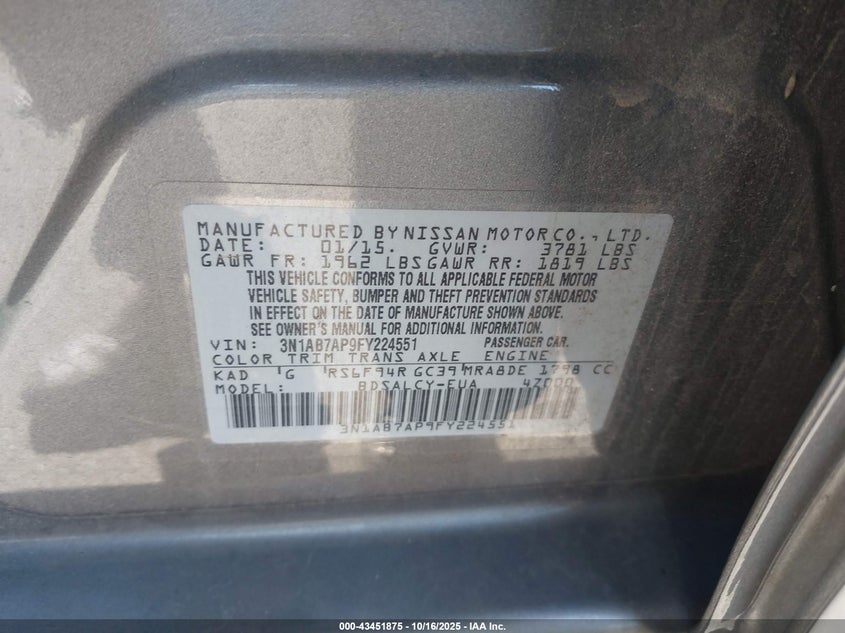 MANUFACTURED BY NISSAN MOTOR CO., LTD.
DATE: 01/15. GVWR: 3781 LBS
GAWR FR: 1962 LBS GAWR RR: 1819 LBS
THIS VEHICLE CONFORMS TO ALL APPLICABLE FEDERAL MOTOR
VEHICLE SAFETY, BUMPER AND THEFT PREVENTION STANDARDS
IN EFFECT ON THE DATE OF MANUFACTURE SHOWN ABOVE.
SEE OWNER'S MANUAL FOR ADDITIONAL INFORMATION.
VIN: 3N1AB7AP9FY224551 PASSENGER CAR.
COLOR TRIM TRANS AXLE ENGINE
KAD G RS6F94R GC39 MRA8DE 1798 CC
MODEL: BDSALCY-EUA 4Z000
3N1AB7AP9FY224551
000-43451875 - 10/16/2025 - IAA Inc.